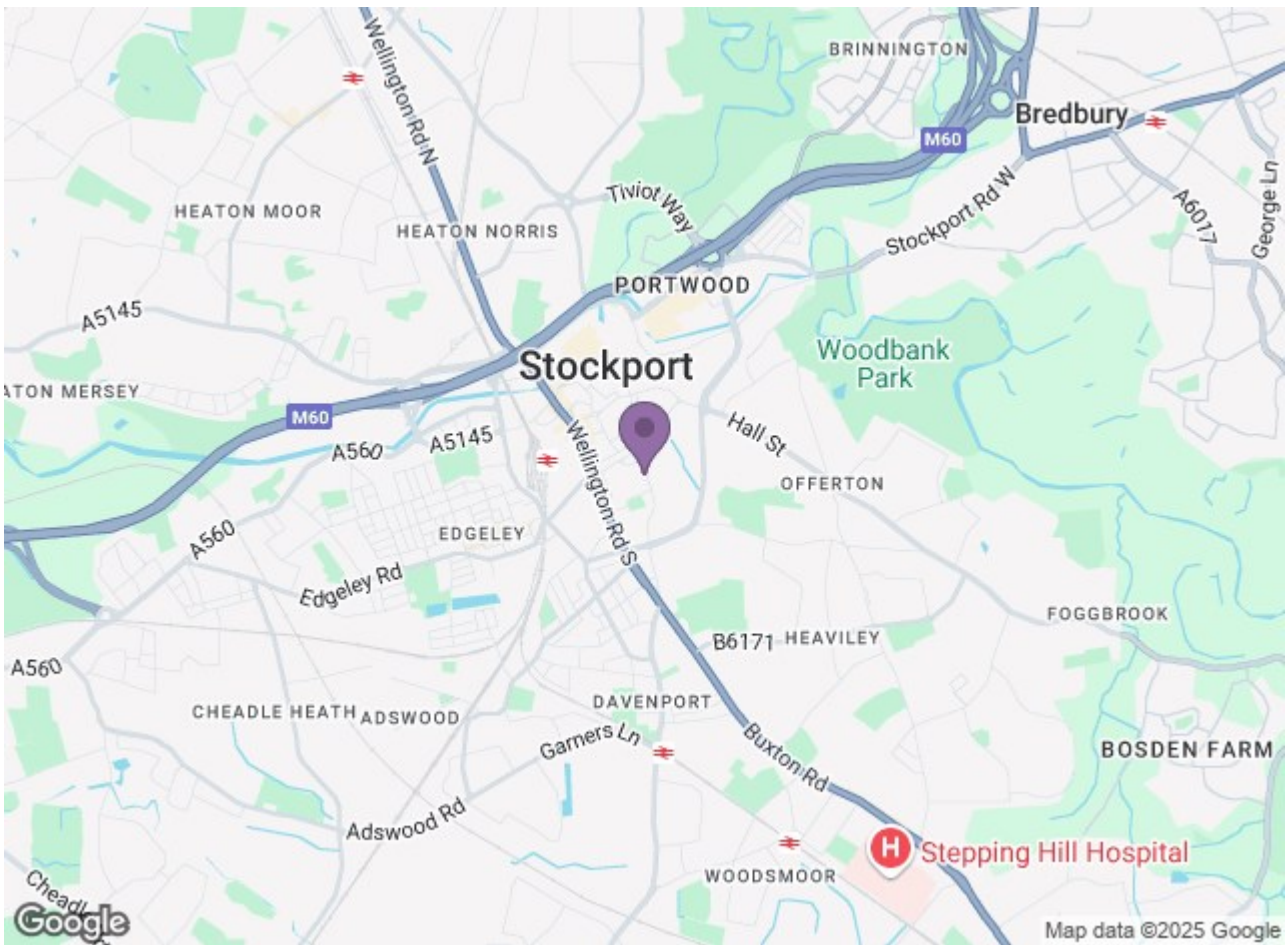 BRINNINGTON
Wellington Rd N
Bredbury
M60
Tiviot Way
Stockport Rd W
A6017
George Ln
HEATON MOOR
HEATON NORRIS
PORTWOOD
A5145
Stockport
Woodbank
Park
ATON MERSEY
M60
A560
A5145
Wellington Rd S
Hall St
OFFERTON
EDGELEY
A560
Edgeley Rd
FOGGBROOK
B6171
HEAVILEY
A560
DAVENPORT
CHEADLE HEATH
ADSWOOD
Garners Ln
Buxton Rd
BOSDEN FARM
Adswood Rd
H
Stepping Hill Hospital
WOODSMOOR
Google
Map data ©2025 Google